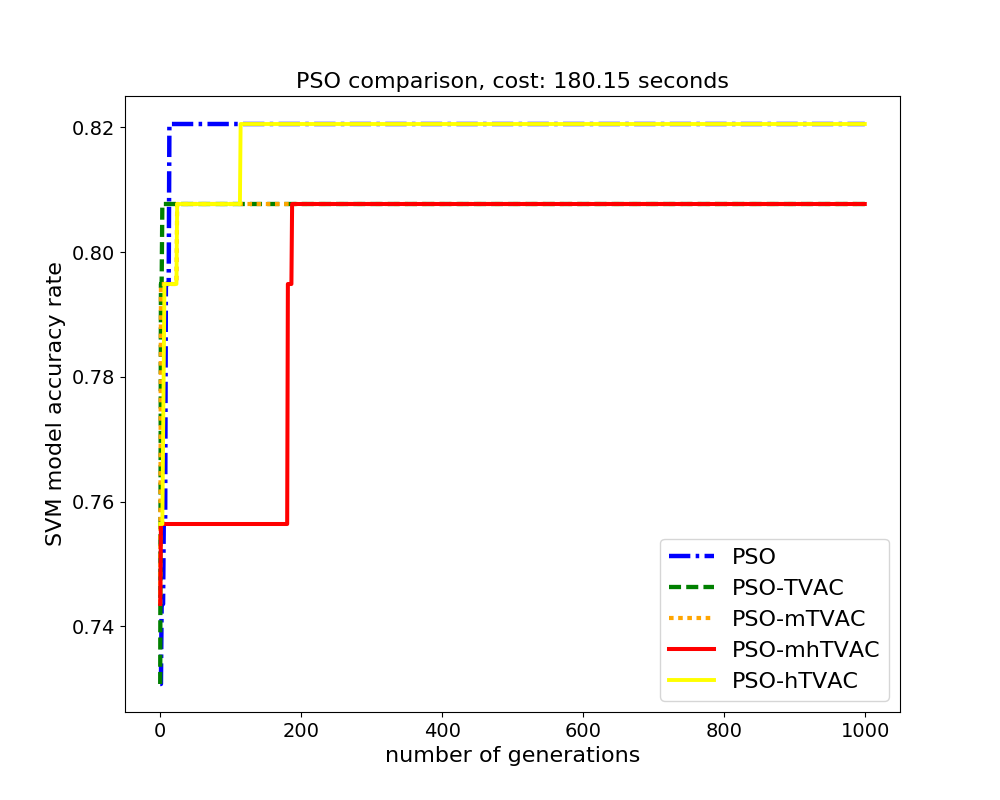 PSO comparison, cost: 180.15 seconds
SVM model accuracy rate
0.82
0.80
0.78
0.76
0.74
PSO
PSO-TVAC
PSO-mTVAC
PSO-mhTVAC
PSO-hTVAC
0 200 400 600 800 1000
number of generations